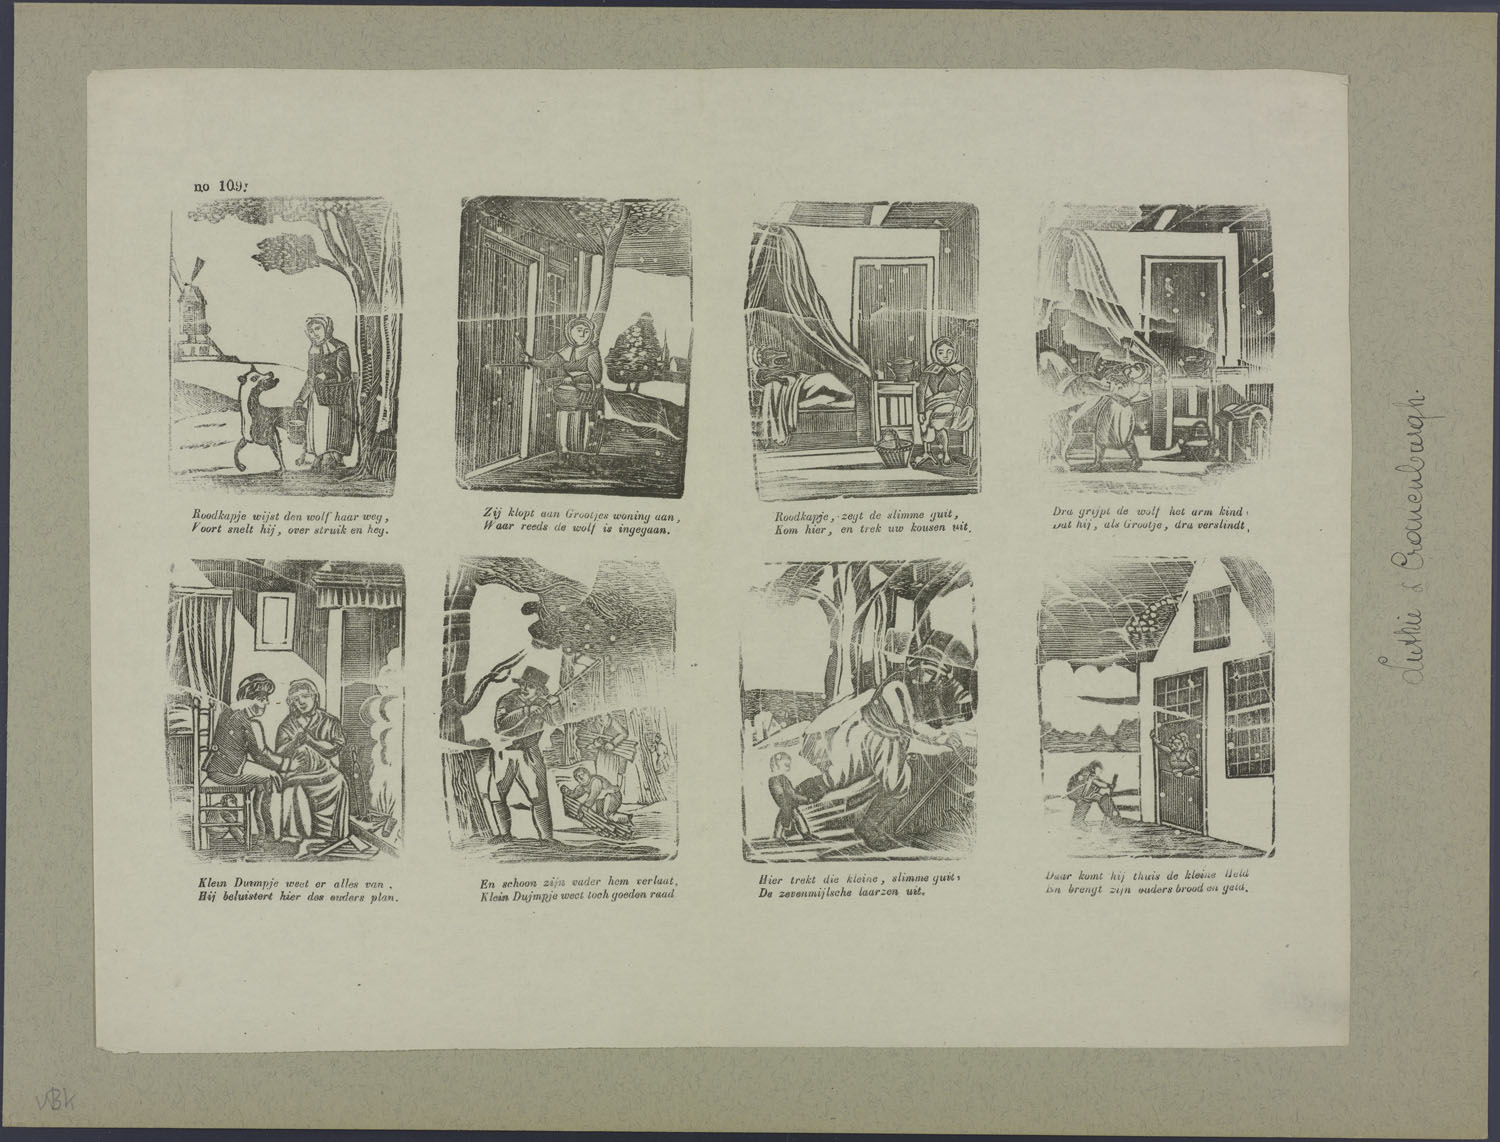 no 109:
Roodkapje wijst den wolf haar weg,
Voort snelt hij, over struik en heg.
Zij klopt aan Grootjes woning aan,
Waar reeds de wolf is ingegaan.
Roodkapje, zegt de slimme guit,
Kom hier, en trek uw kousen uit.
Dra grijpt de wolf het arm kind,
Dat hij, als Grootje, dra verslindt,
Klein Duimpje weet er alles van.
Hij beluistert hier des ouders plan.
En schoon zijn vader hem verlaat,
Klein Dujmpje weet toch goeden raad
Hier trekt die kleine, slimme guit,
De zevenmijlsche laarzen uit.
Daar komt hij thuis de kleine Held
En brengt zijn ouders brood en geld.
Luthie & Cranenburgh.
VBK